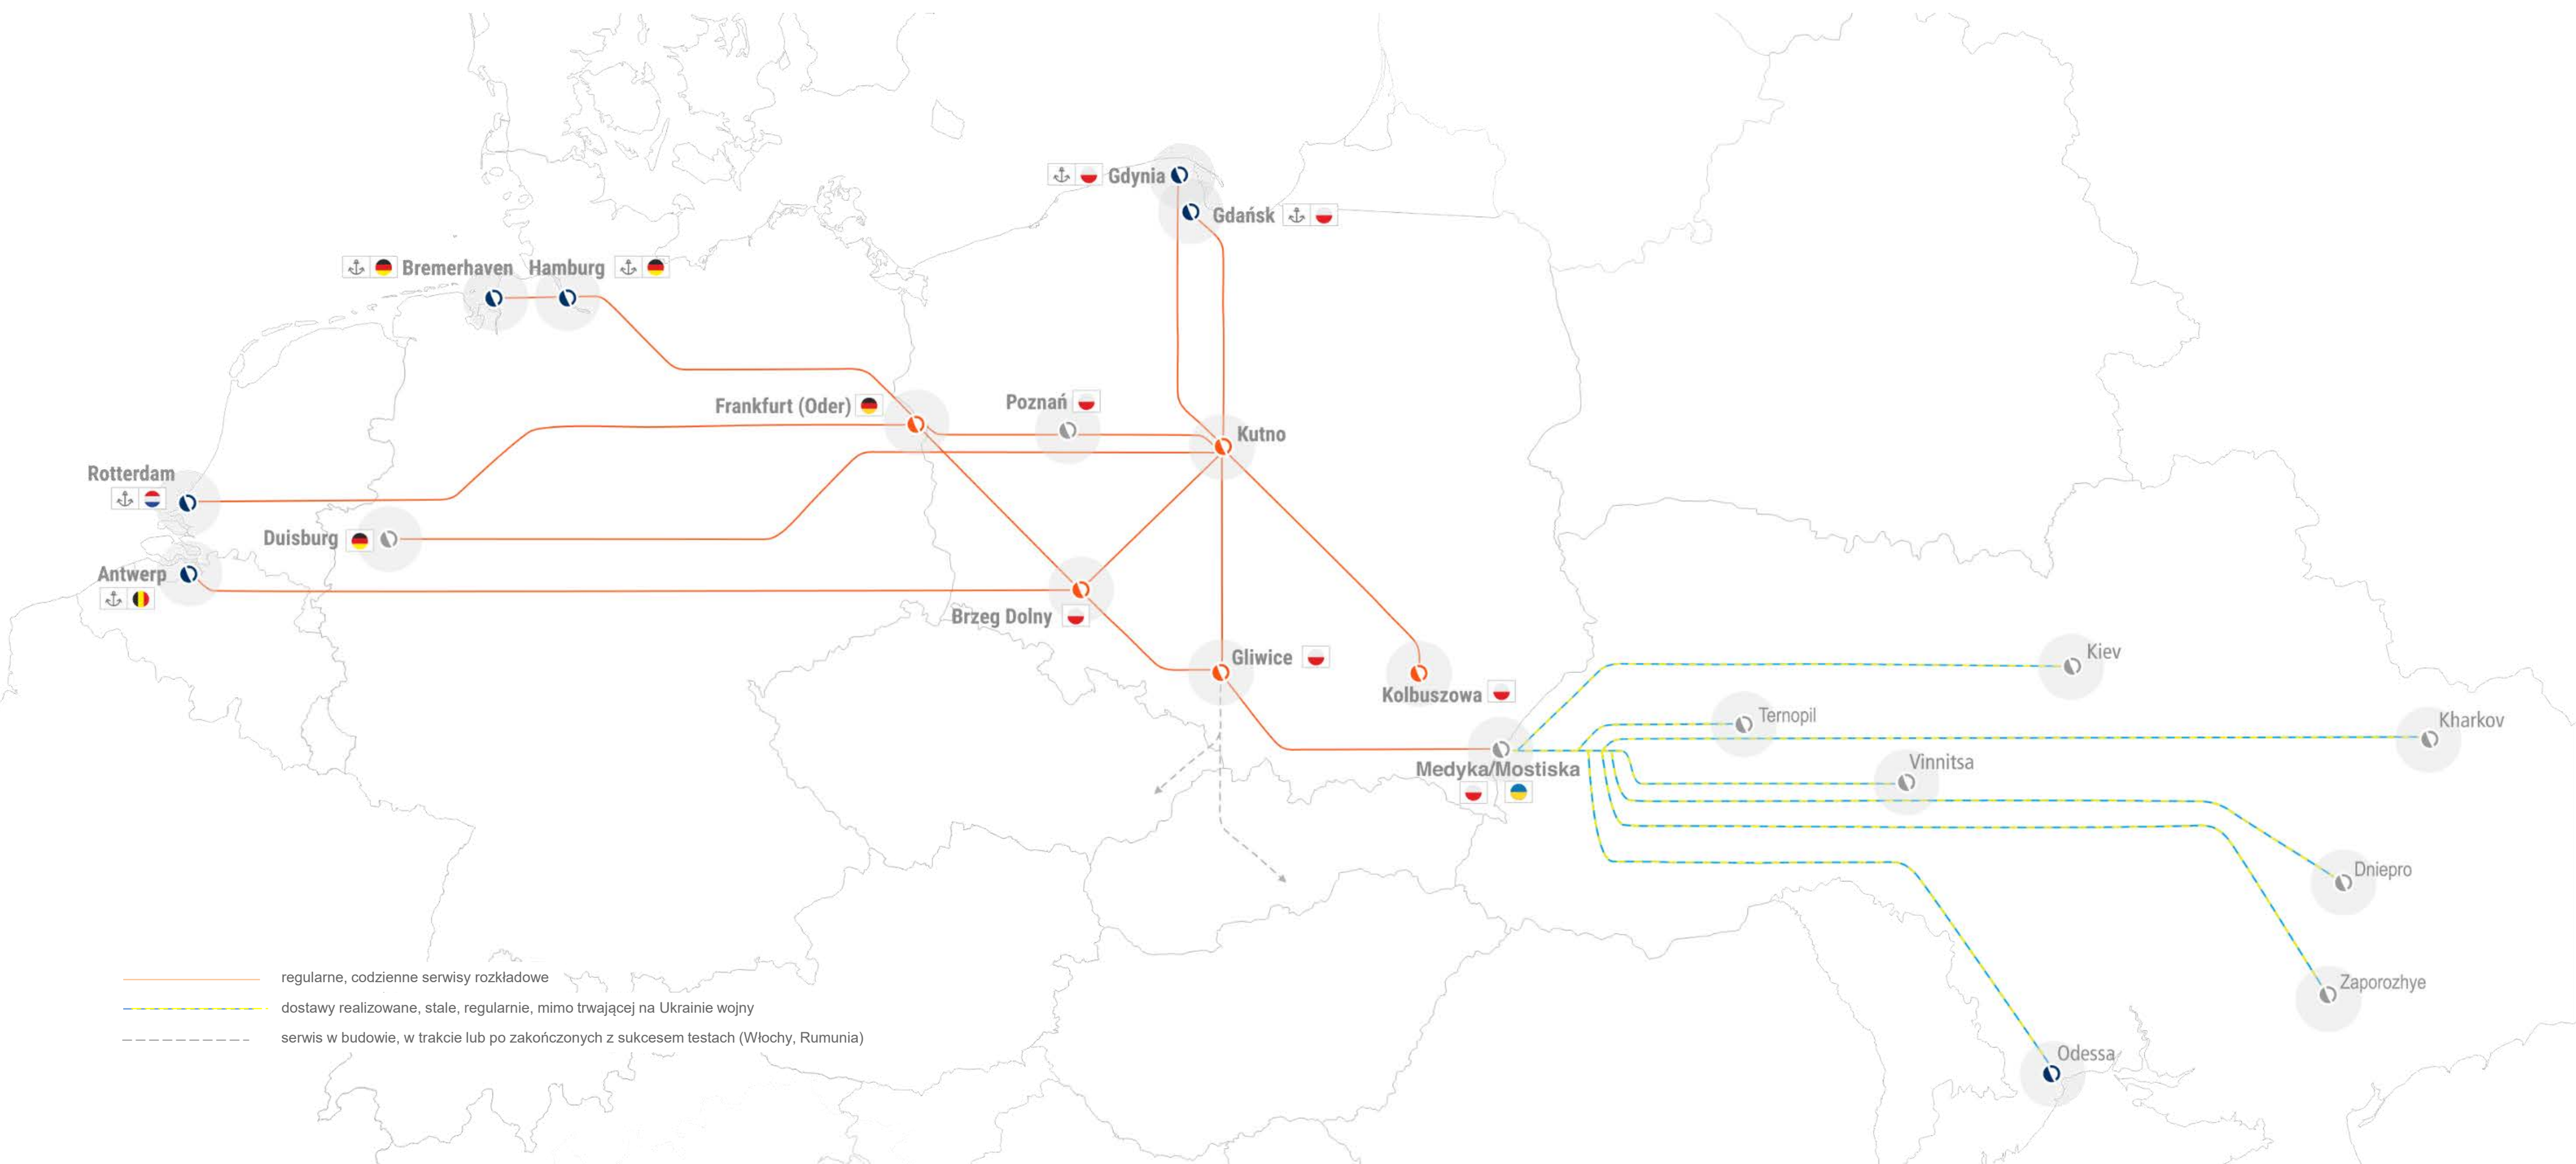 Gdynia
Gdańsk
Bremerhaven
Hamburg
Frankfurt (Oder)
Poznań
Kutno
Rotterdam
Duisburg
Antwerp
Brzeg Dolny
Gliwice
Kolbuszowa
Kiev
Ternopil
Kharkov
Medyka/Mostiska
Vinnitsa
Dniepro
Zaporozhye
Odessa
regularne, codzienne serwisy rozkładowe
dostawy realizowane, stale, regularnie, mimo trwającej na Ukrainie wojny
serwis w budowie, w trakcie lub po zakończonych z sukcesem testach (Włochy, Rumunia)